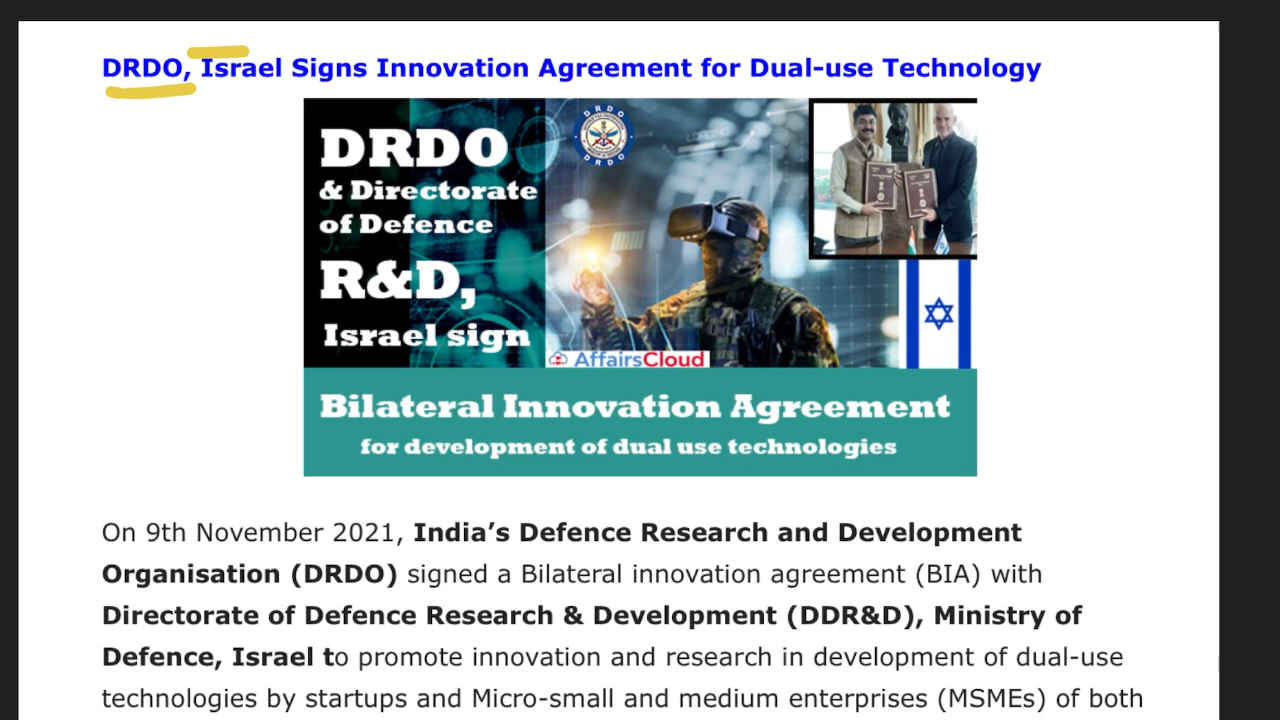 DRDO, Israel Signs Innovation Agreement for Dual-use Technology
DRDO
& Directorate
of Defence
R&D,
Israel sign
DRDO
DRDO
AffairsCloud
Bilateral Innovation Agreement
for development of dual use technologies
On 9th November 2021, India’s Defence Research and Development
Organisation (DRDO) signed a Bilateral innovation agreement (BIA) with
Directorate of Defence Research & Development (DDR&D), Ministry of
Defence, Israel to promote innovation and research in development of dual-use
technologies by startups and Micro-small and medium enterprises (MSMEs) of both